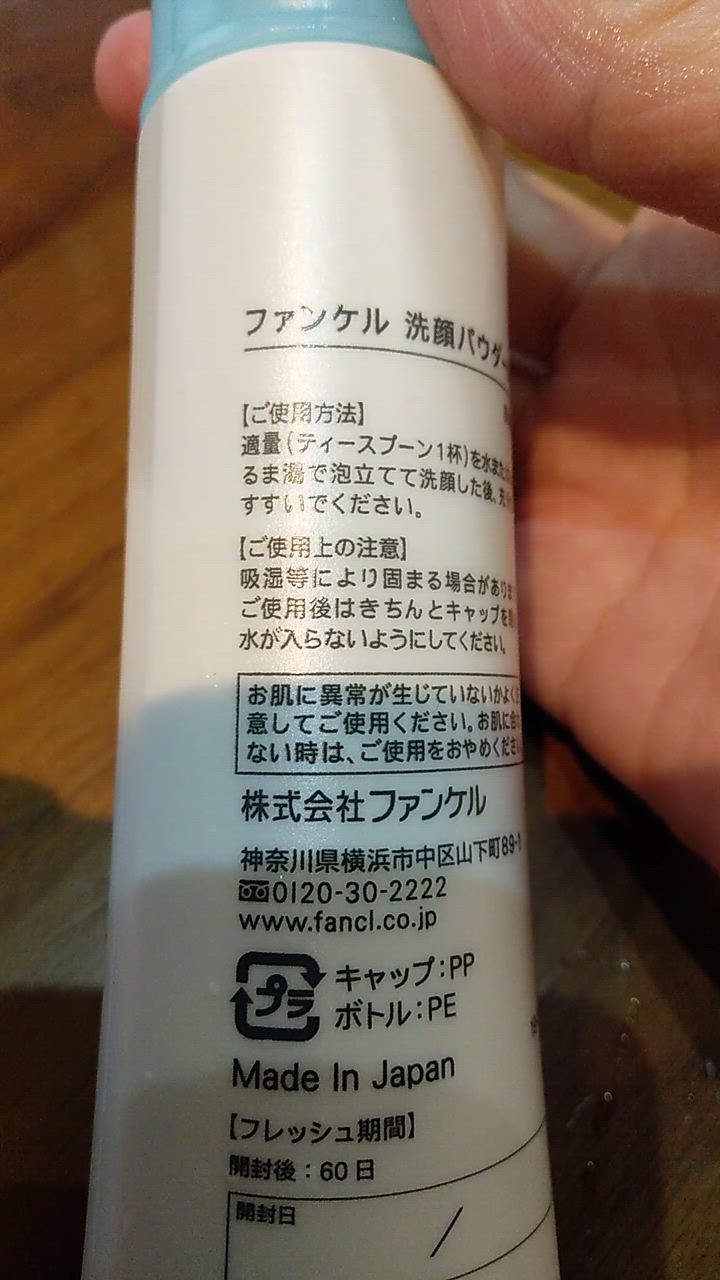 ファンケル 洗顔パウダー
【ご使用方法】
適量(ティースプーン1杯)を水また
るま湯で泡立てて洗顔した後、充
すすいでください。
【ご使用上の注意】
吸湿等により固まる場合があり
ご使用後はきちんとキャップを
水が入らないようにしてください。
お肌に異常が生じていないかよく
意してご使用ください。お肌に合
ない時は、ご使用をおやめくださ
株式会社ファンケル
神奈川県横浜市中区山下町89-1
0120-30-2222
www.fancl.co.jp
プラ キャップ:PP
ボトル:PE
Made In Japan
【フレッシュ期間】
開封後:60日
開封日 /